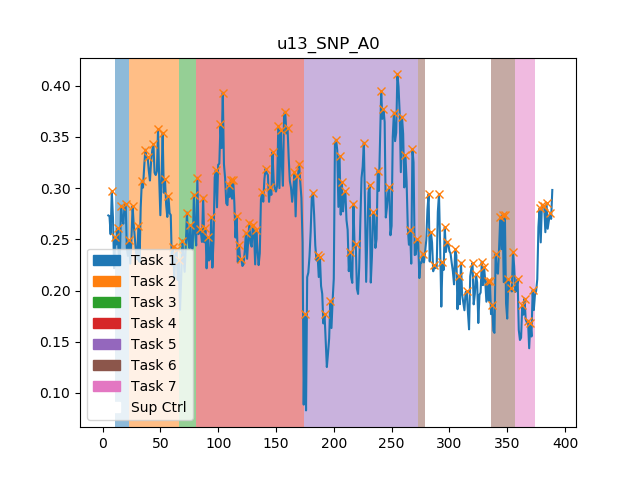 u13_SNP_A0
0.40
0.35
0.30
0.25
0.20
0.15
0.10
Task 1
Task 2
Task 3
Task 4
Task 5
Task 6
Task 7
Sup Ctrl
0 50 100 150 200 250 300 350 400